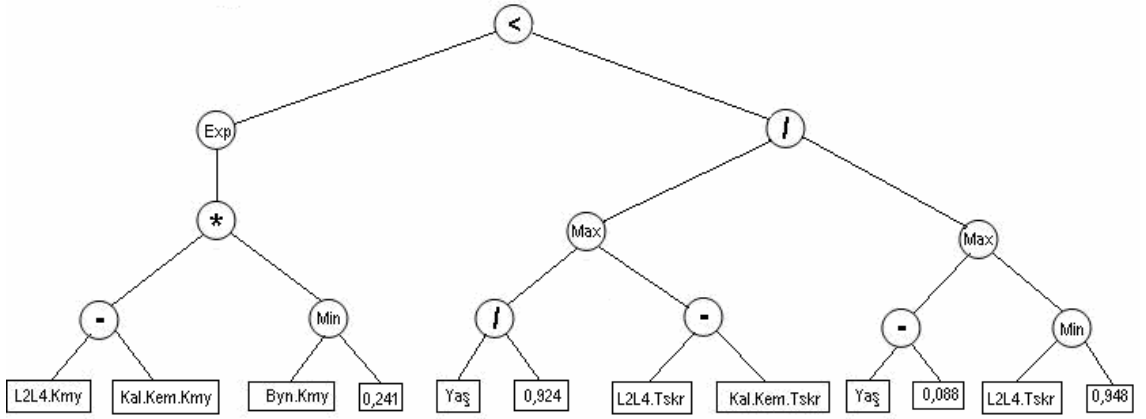 <
Exp
/
*
Max
Max
-
Min
/
-
-
Min
L2L4.Kmy
Kal.Kem.Kmy
Byn.Kmy
0,241
Yaş
0,924
L2L4.Tskr
Kal.Kem.Tskr
Yaş
0,088
L2L4.Tskr
0,948